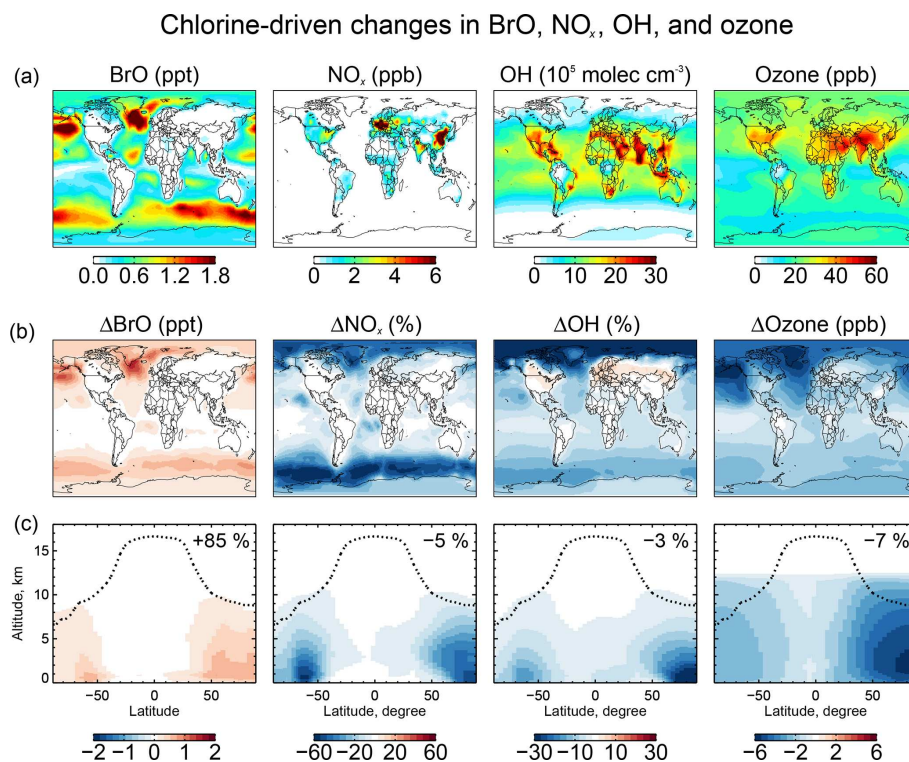 Chlorine-driven changes in BrO, NOₓ, OH, and ozone
(a)
BrO (ppt) NOₓ (ppb) OH (10⁵ molec cm⁻³) Ozone (ppb)
0.0 0.6 1.2 1.8 0 2 4 6 0 10 20 30 0 20 40 60
(b)
ΔBrO (ppt) ΔNOₓ (%) ΔOH (%) ΔOzone (ppb)
(c)
+85 % −5 % −3 % −7 %
15
10
5
0
Altitude, km
−50 0 50 −50 0 50 −50 0 50 −50 0 50
Latitude Latitude, degree Latitude, degree Latitude, degree
−2 −1 0 1 2 −60 −20 20 60 −30 −10 10 30 −6 −2 2 6